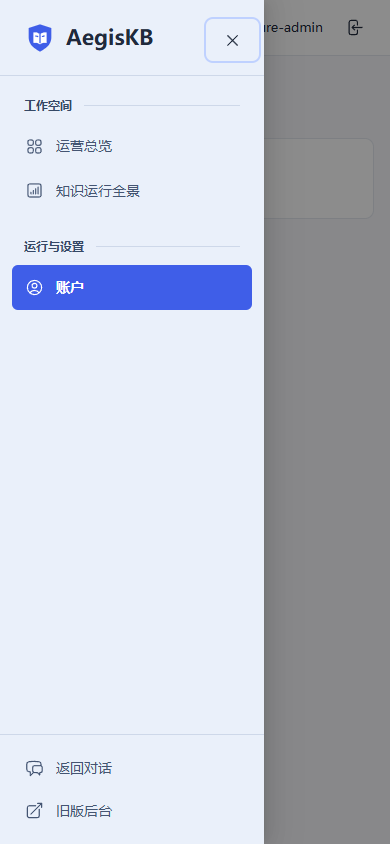 AegisKB
re-admin
工作空间
运营总览
知识运行全景
运行与设置
账户
返回对话
旧版后台